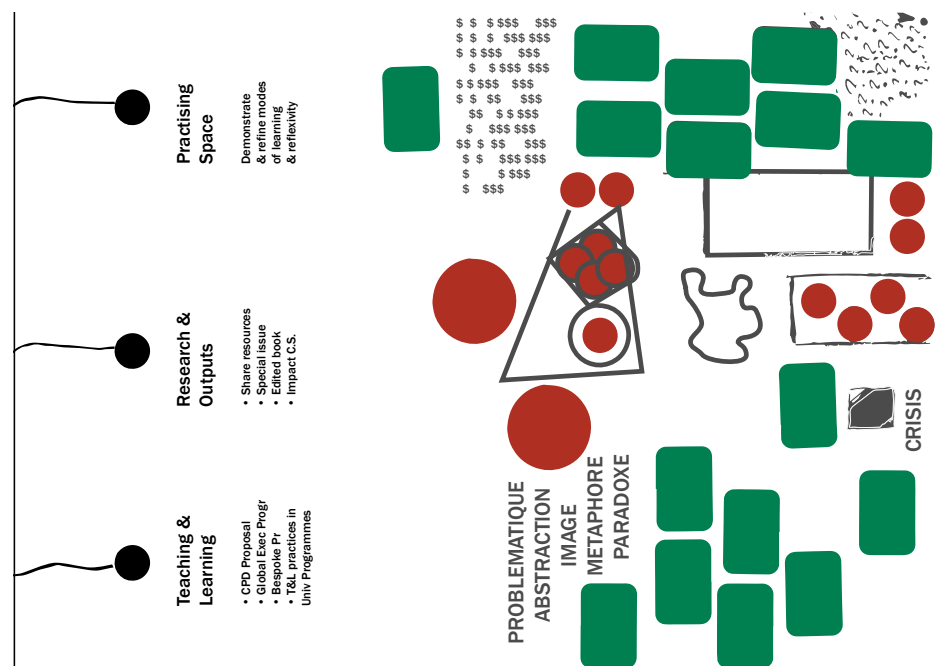 Teaching &
Learning
• CPD Proposal
• Global Exec Progr
• Bespoke Pr
• T&L practices in
Univ Programmes
Research &
Outputs
• Share resources
• Special issue
• Edited book
• Impact C.S.
Practising
Space
Demonstrate
& refine modes
of learning
& reflexivity
$ $ $ $$$ $$$
$ $ $ $$$ $$$
$ $ $$$ $$$
$ $ $$$ $$$
$ $ $$$ $$$
$ $ $$ $$$
$$ $ $ $$$
$ $$$ $$$
$$ $ $$ $$$
$ $ $$$ $$$
$ $ $$$
$ $$$
PROBLEMATIQUE
ABSTRACTION
IMAGE
METAPHORE
PARADOXE
CRISIS